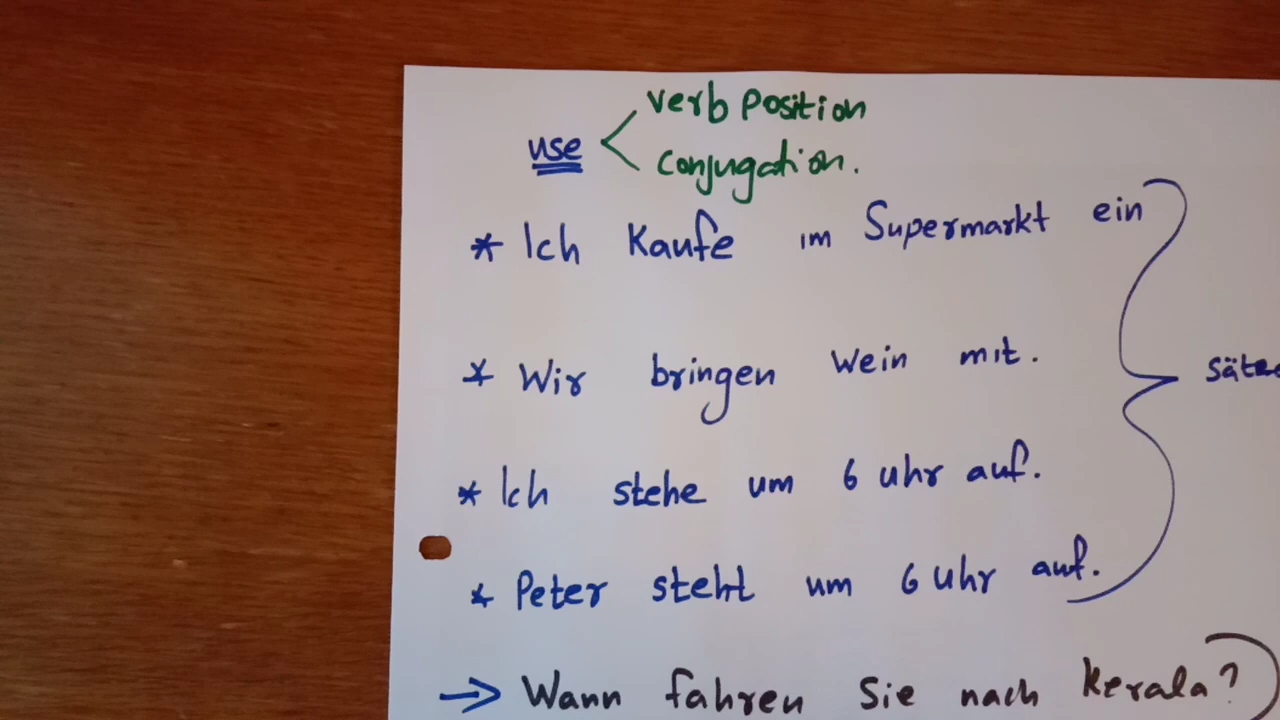 verb position
use
conjugation.
* Ich Kaufe im Supermarkt ein
* Wir bringen Wein mit.
* Ich stehe um 6 uhr auf.
* Peter steht um 6 Uhr auf.
→ Wann fahren Sie nach Kerala?